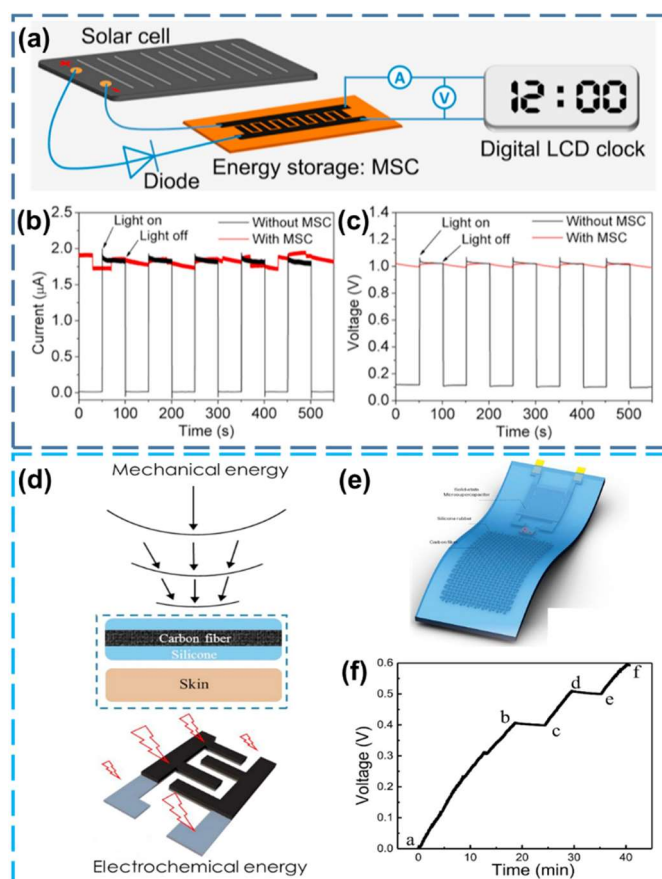 (a)
Solar cell
Diode
Energy storage: MSC
A
V
12:00
Digital LCD clock
(b)
Current (µA)
2.5
2.0
1.5
1.0
0.5
0.0
Light on
Light off
Without MSC
With MSC
0 100 200 300 400 500
Time (s)
(c)
Voltage (V)
1.4
1.2
1.0
0.8
0.6
0.4
0.2
0.0
Light on
Light off
Without MSC
With MSC
0 100 200 300 400 500
Time (s)
(d)
Mechanical energy
Carbon fiber
Silicone
Skin
Electrochemical energy
(e)
Silicone rubber
Carbon fiber
(f)
Voltage (V)
0.6
0.5
0.4
0.3
0.2
0.1
0.0
a
b
c
d
e
f
0 10 20 30 40
Time (min)